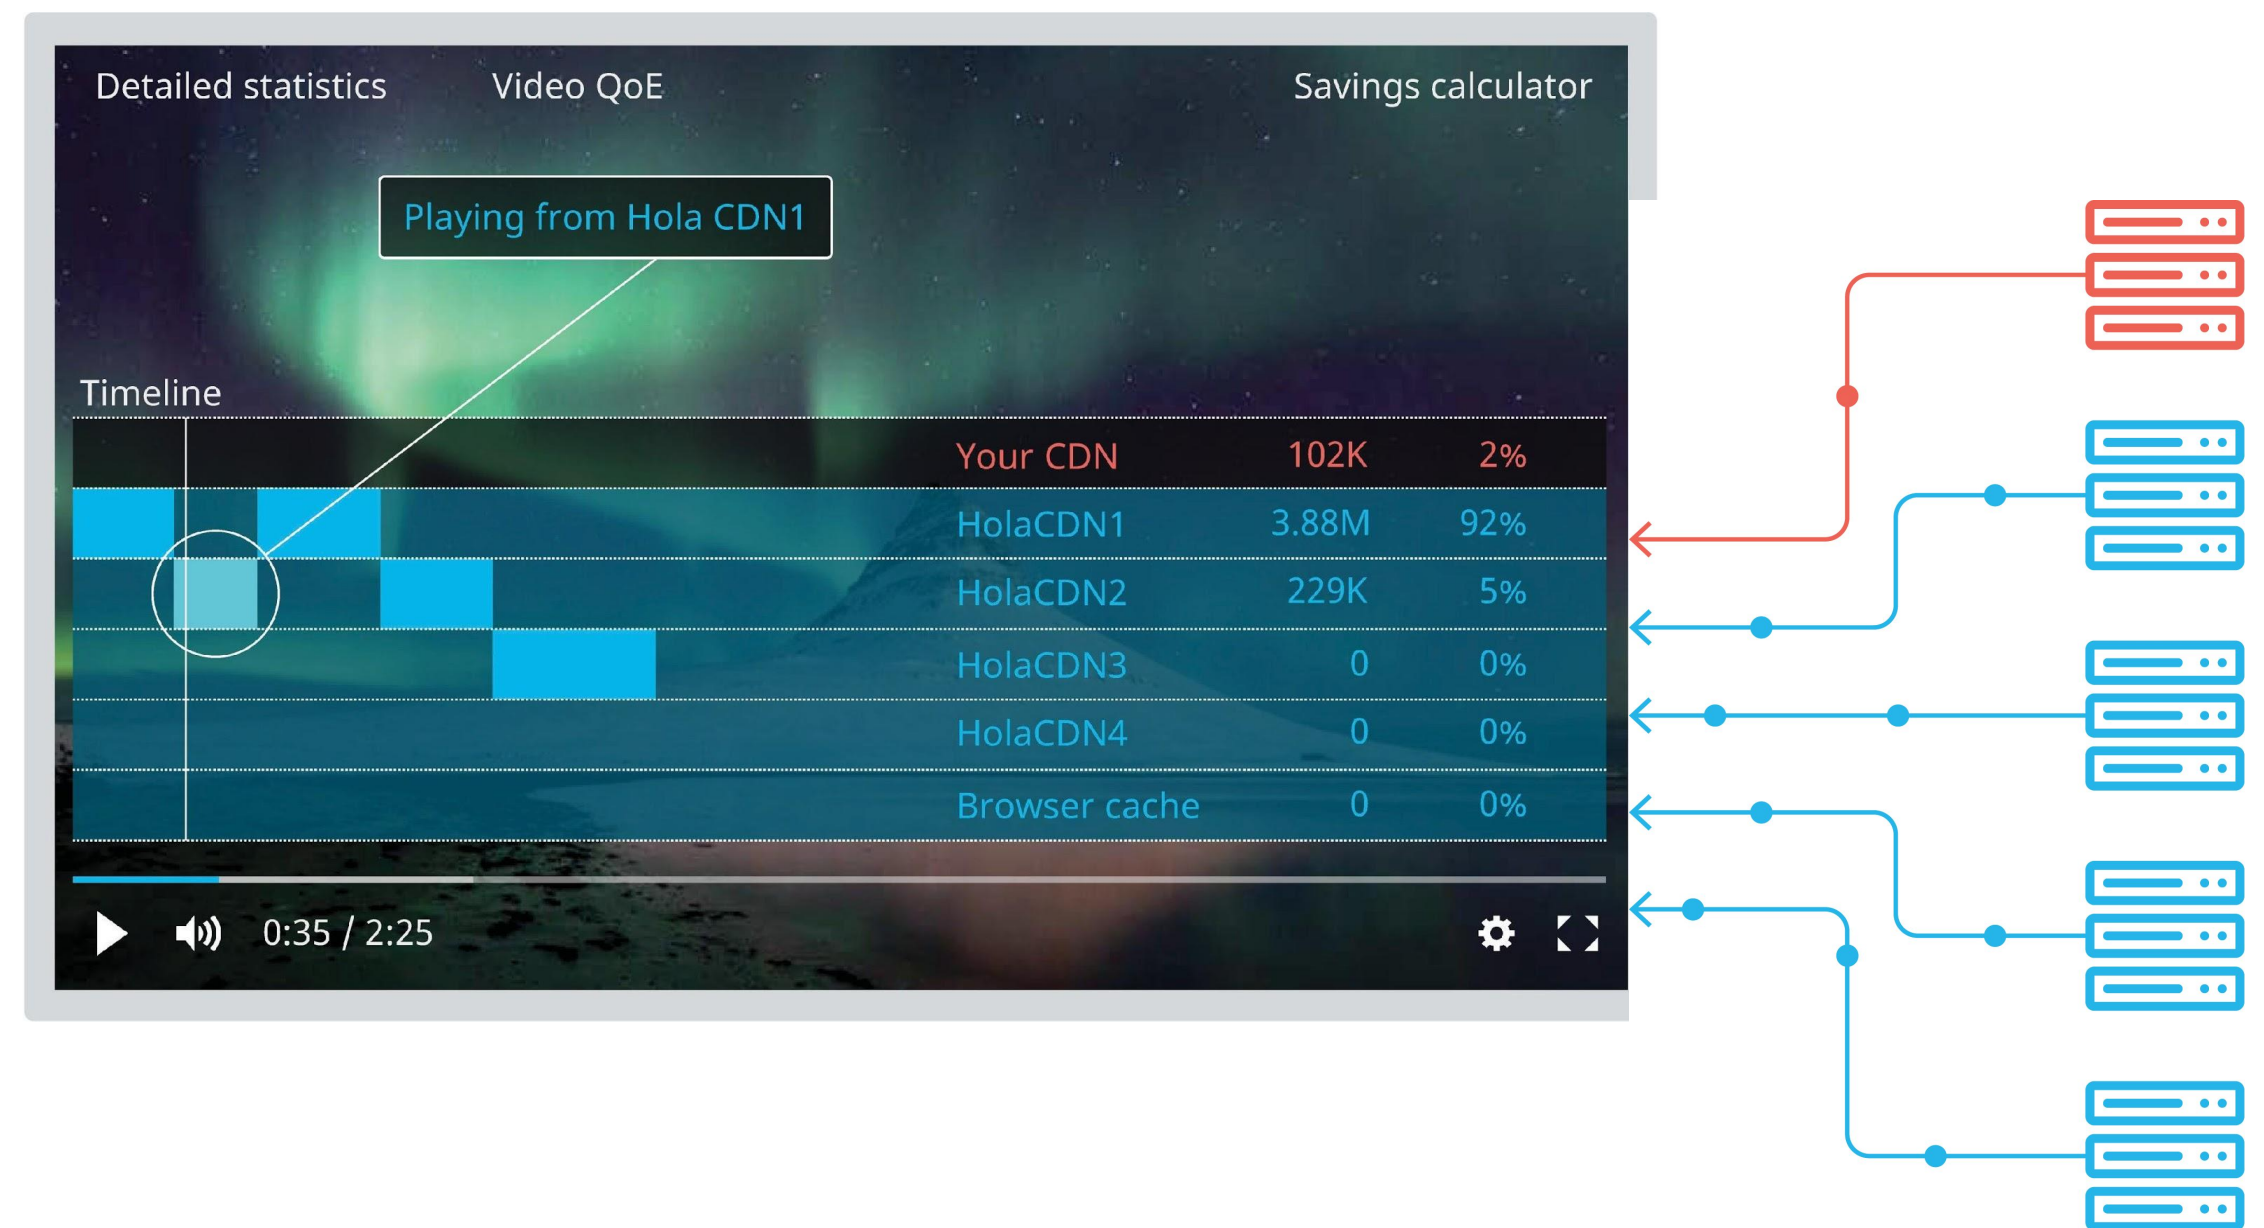 Detailed statistics Video QoE Savings calculator
Playing from Hola CDN1
Timeline
Your CDN 102K 2%
HolaCDN1 3.88M 92%
HolaCDN2 229K 5%
HolaCDN3 0 0%
HolaCDN4 0 0%
Browser cache 0 0%
0:35 / 2:25